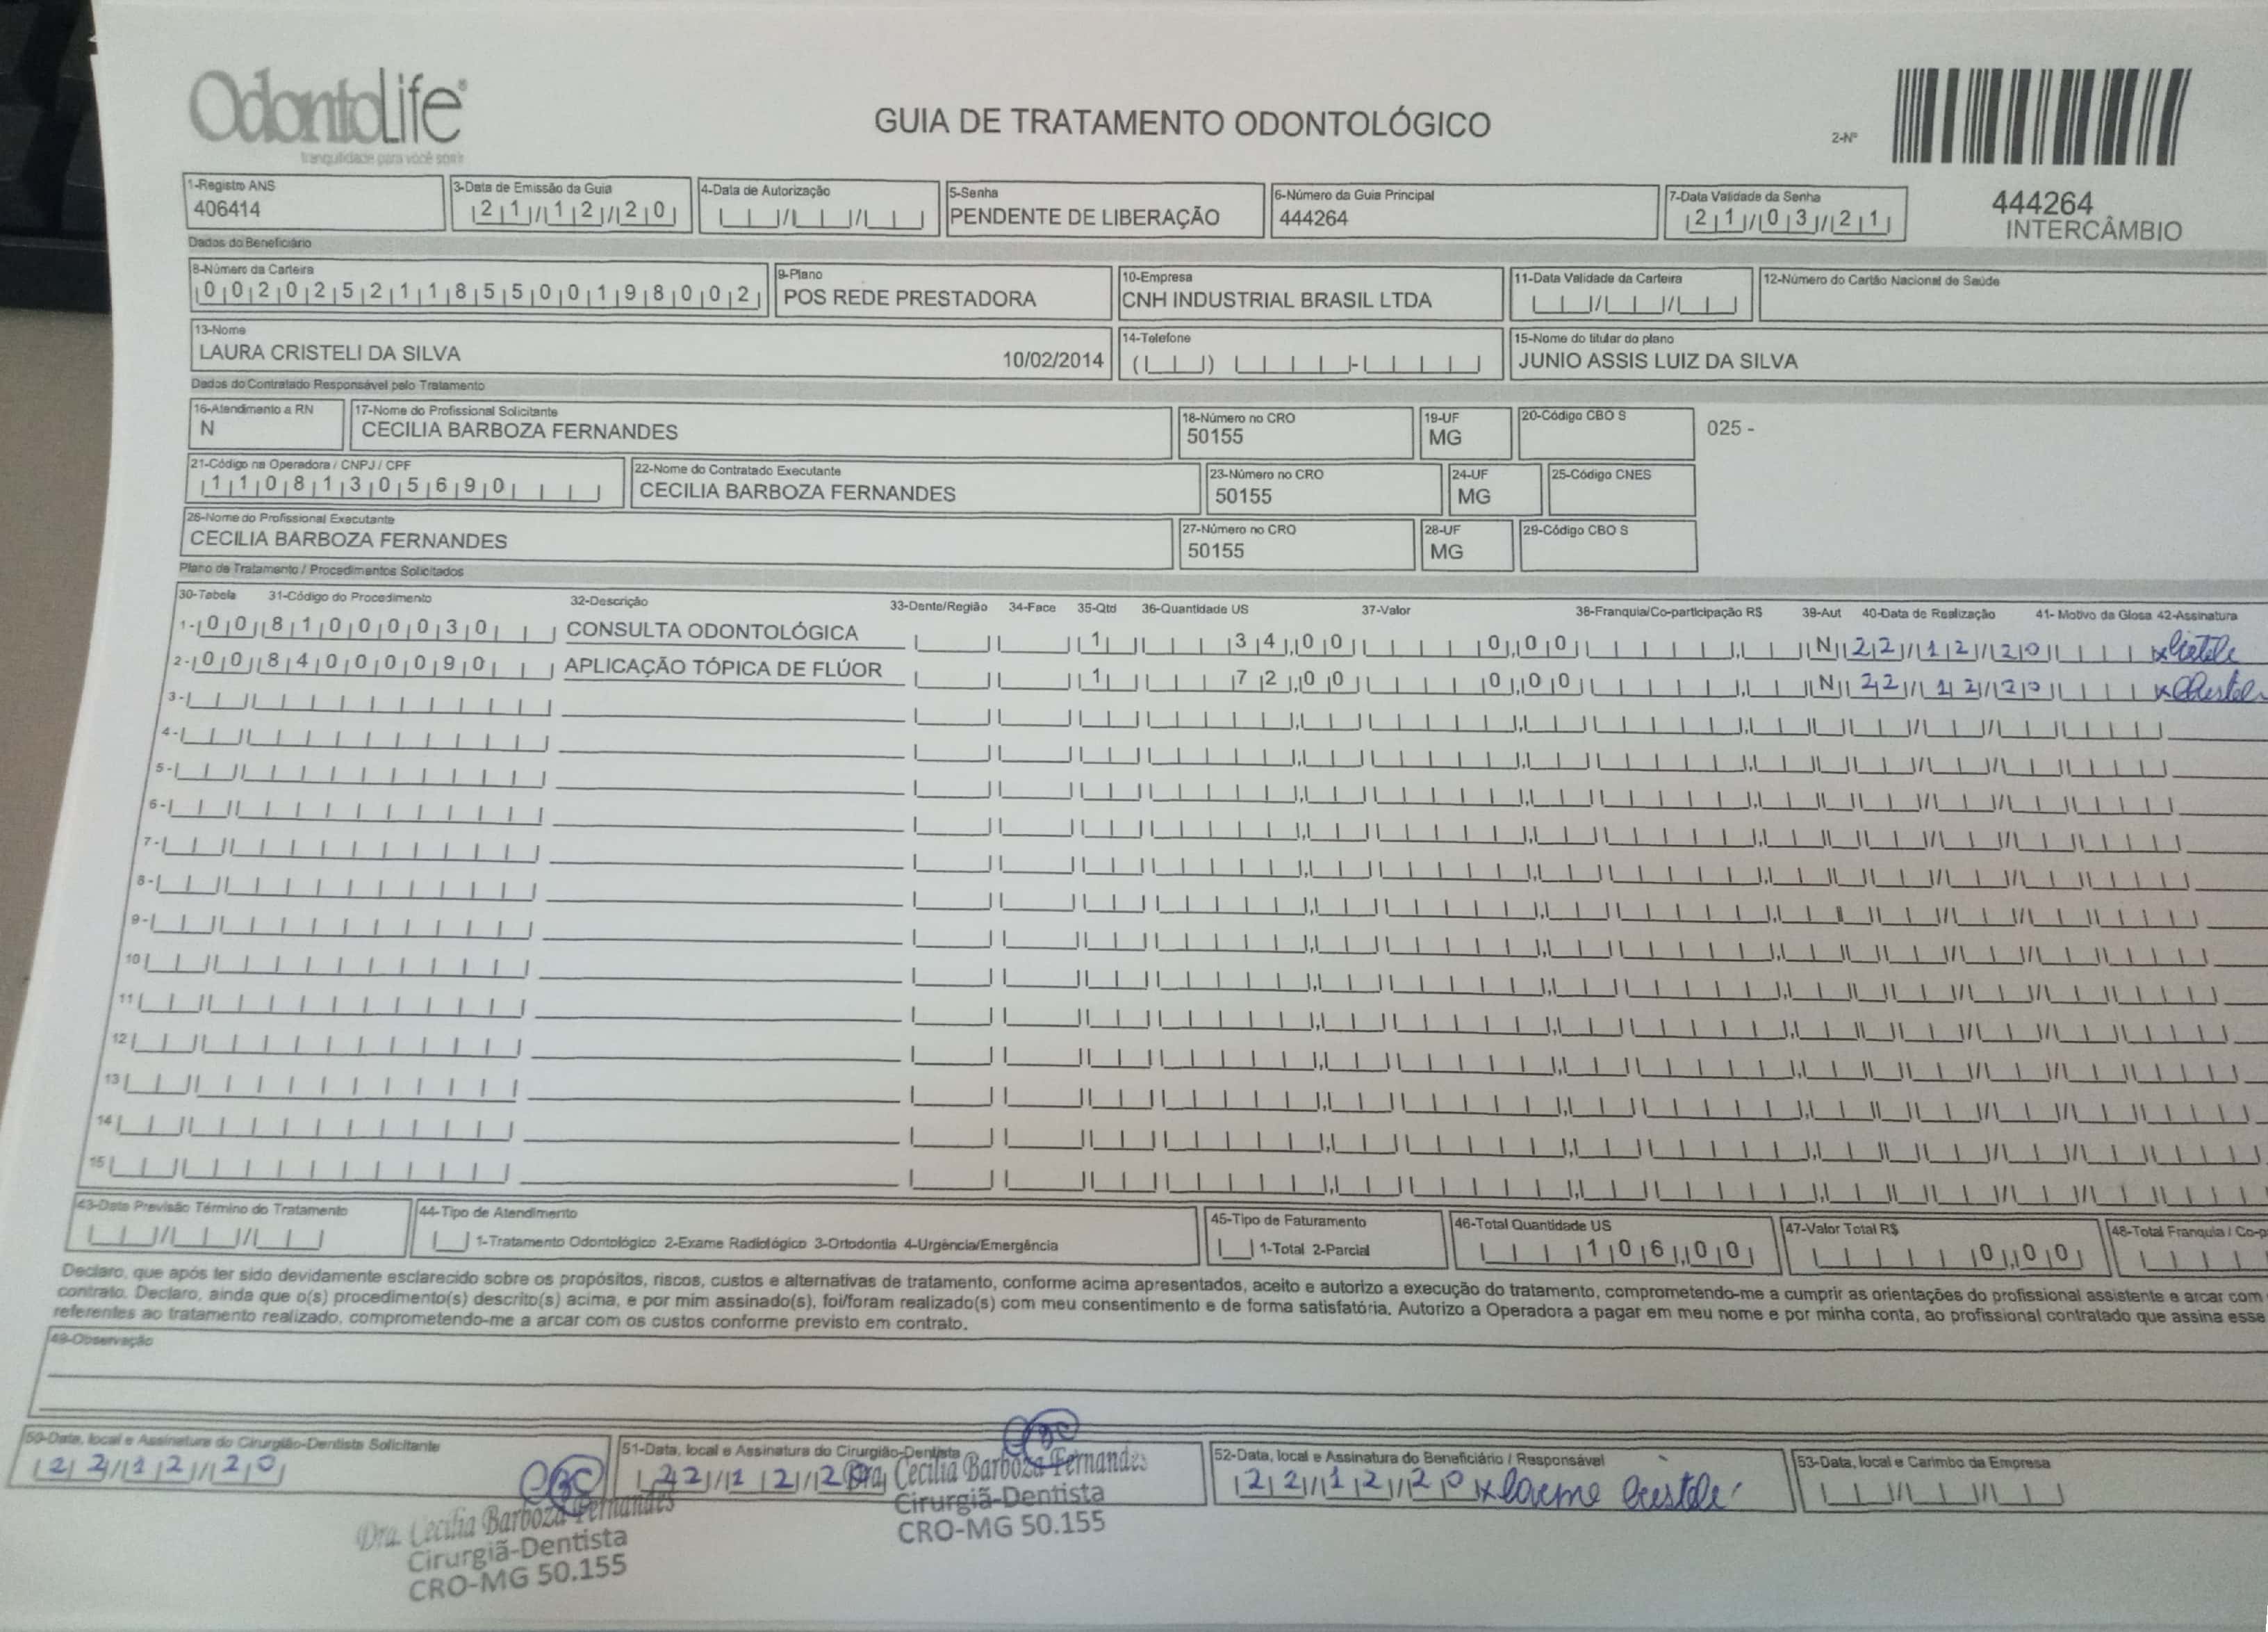 OdontoLife®
tranquilidade para você sorrir
GUIA DE TRATAMENTO ODONTOLÓGICO
2-Nº
444264
INTERCÂMBIO
1-Registro ANS
406414
3-Data de Emissão da Guia
21/12/20
4-Data de Autorização
5-Senha
PENDENTE DE LIBERAÇÃO
6-Número da Guia Principal
444264
7-Data Validade da Senha
21/03/21
Dados do Beneficiário
8-Número da Carteira
00202521185500198002
9-Plano
POS REDE PRESTADORA
10-Empresa
CNH INDUSTRIAL BRASIL LTDA
11-Data Validade da Carteira
12-Número do Cartão Nacional de Saúde
13-Nome
LAURA CRISTELI DA SILVA 10/02/2014
14-Telefone
15-Nome do titular do plano
JUNIO ASSIS LUIZ DA SILVA
Dados do Contratado Responsável pelo Tratamento
16-Atendimento a RN
N
17-Nome do Profissional Solicitante
CECILIA BARBOZA FERNANDES
18-Número no CRO
50155
19-UF
MG
20-Código CBO S
025 -
21-Código na Operadora / CNPJ / CPF
11081305690
22-Nome do Contratado Executante
CECILIA BARBOZA FERNANDES
23-Número no CRO
50155
24-UF
MG
25-Código CNES
26-Nome do Profissional Executante
CECILIA BARBOZA FERNANDES
27-Número no CRO
50155
28-UF
MG
29-Código CBO S
Plano de Tratamento / Procedimentos Solicitados
30-Tabela 31-Código do Procedimento 32-Descrição 33-Dente/Região 34-Face 35-Qtd 36-Quantidade US 37-Valor 38-Franquia/Co-participação R$ 39-Aut 40-Data de Realização 41- Motivo da Glosa 42-Assinatura
1- 00 81000030 CONSULTA ODONTOLÓGICA 1 34,00 0,00 N 22/12/20
2- 00 84000090 APLICAÇÃO TÓPICA DE FLÚOR 1 72,00 0,00 N 22/12/20
3-
4-
5-
6-
7-
8-
9-
10
11
12
13
14
15
43-Data Previsão Término do Tratamento
44-Tipo de Atendimento
1-Tratamento Odontológico 2-Exame Radiológico 3-Ortodontia 4-Urgência/Emergência
45-Tipo de Faturamento
1-Total 2-Parcial
46-Total Quantidade US
106,00
47-Valor Total R$
0,00
48-Total Franquia / Co-p
Declaro, que após ter sido devidamente esclarecido sobre os propósitos, riscos, custos e alternativas de tratamento, conforme acima apresentados, aceito e autorizo a execução do tratamento, comprometendo-me a cumprir as orientações do profissional assistente e arcar com
contrato. Declaro, ainda que o(s) procedimento(s) descrito(s) acima, e por mim assinado(s), foi/foram realizado(s) com meu consentimento e de forma satisfatória. Autorizo a Operadora a pagar em meu nome e por minha conta, ao profissional contratado que assina esse
referentes ao tratamento realizado, comprometendo-me a arcar com os custos conforme previsto em contrato.
49-Observação
50-Data, local e Assinatura do Cirurgião-Dentista Solicitante
22/12/20
Dra. Cecília Barboza Fernandes
Cirurgiã-Dentista
CRO-MG 50.155
51-Data, local e Assinatura do Cirurgião-Dentista
22/12/20
Dra. Cecília Barboza Fernandes
Cirurgiã-Dentista
CRO-MG 50.155
52-Data, local e Assinatura do Beneficiário / Responsável
22/12/20
53-Data, local e Carimbo da Empresa